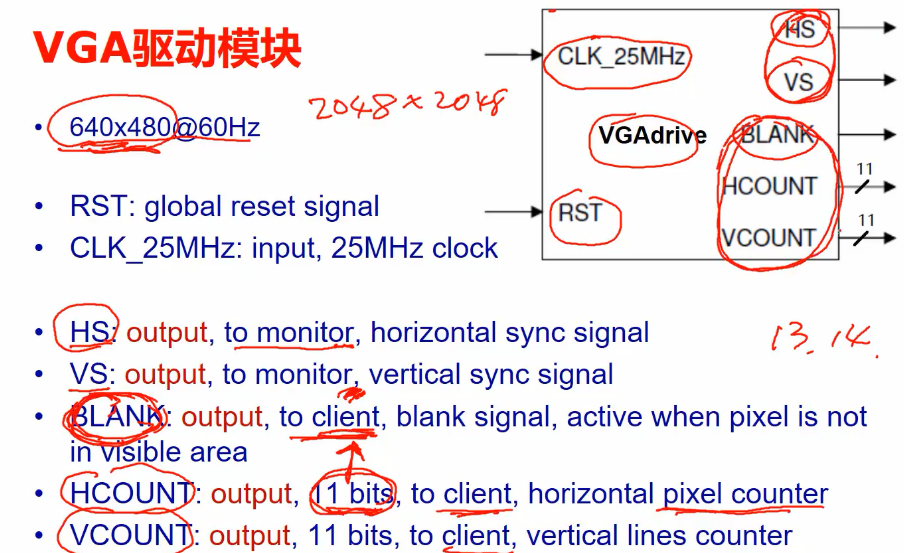 VGA驱动模块
• 640x480@60Hz
2048×2048
• RST: global reset signal
• CLK_25MHz: input, 25MHz clock
CLK_25MHz
RST
VGAdrive
HS
VS
BLANK
HCOUNT
11
VCOUNT
11
• HS: output, to monitor, horizontal sync signal
13. 14.
• VS: output, to monitor, vertical sync signal
• BLANK: output, to client, blank signal, active when pixel is not
in visible area
• HCOUNT: output, 11 bits, to client, horizontal pixel counter
• VCOUNT: output, 11 bits, to client, vertical lines counter